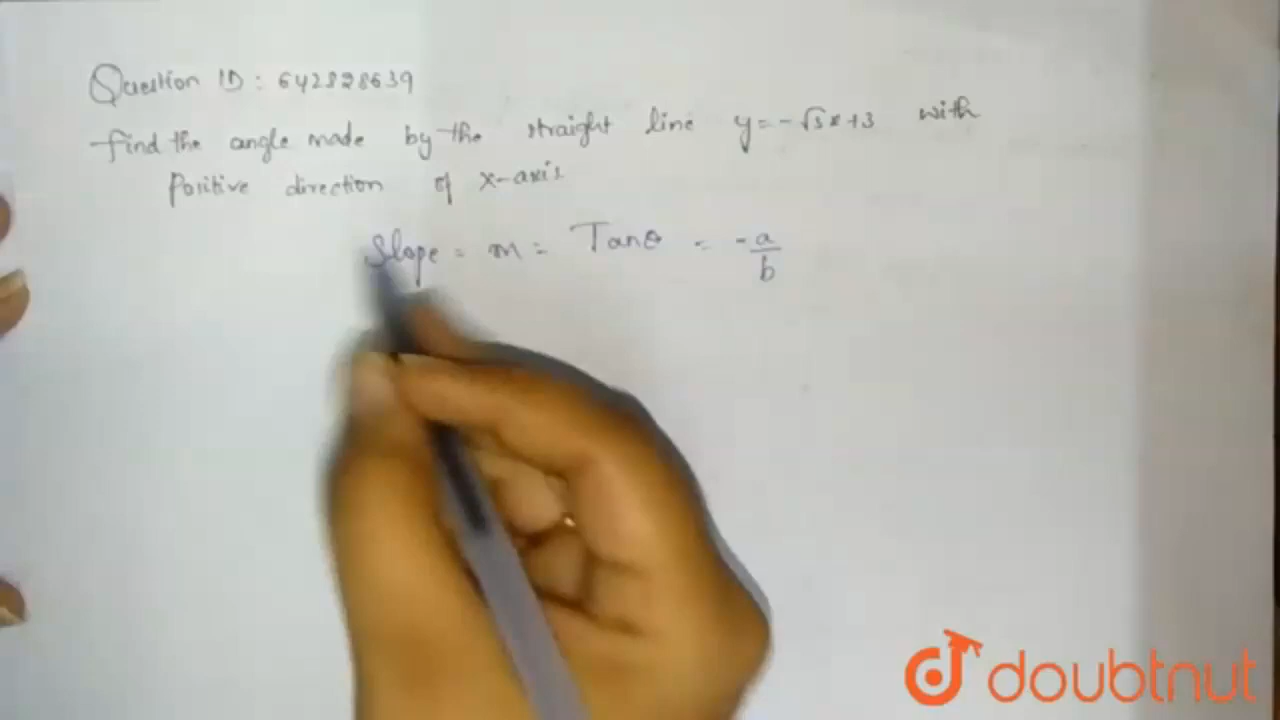 Question ID : 642828639
Find the angle made by the straight line y=-√3x+3 with
Positive direction of x-axis
Slope = m = Tanθ = -a/b
doubtnut